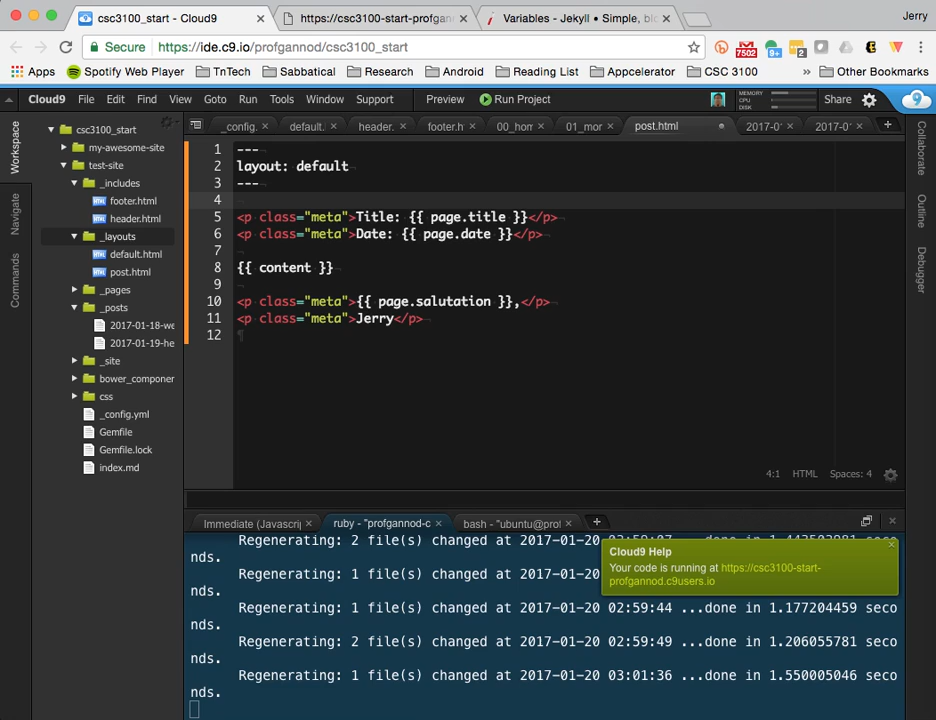 csc3100_start - Cloud9
https://csc3100-start-profgann
Variables - Jekyll • Simple, blo
Jerry
Secure
https://ide.c9.io/profgannod/csc3100_start
7502
9+
2
Apps
Spotify Web Player
TnTech
Sabbatical
Research
Android
Reading List
Appcelerator
CSC 3100
»
Other Bookmarks
Cloud9 File Edit Find View Goto Run Tools Window Support Preview Run Project
MEMORY
CPU
DISK
Share
Workspace
Navigate
Commands
csc3100_start
my-awesome-site
test-site
_includes
footer.html
header.html
_layouts
default.html
post.html
_pages
_posts
2017-01-18-we
2017-01-19-he
_site
bower_component
css
_config.yml
Gemfile
Gemfile.lock
index.md
_config. default. header. footer.h 00_hom 01_mor post.html 2017-0 2017-0
1 ---
2 layout: default
3 ---
4
5 <p class="meta">Title: {{ page.title }}</p>
6 <p class="meta">Date: {{ page.date }}</p>
7
8 {{ content }}
9
10 <p class="meta">{{ page.salutation }},</p>
11 <p class="meta">Jerry</p>
12
4:1 HTML Spaces: 4
Collaborate
Outline
Debugger
Immediate (Javascrip ruby - "profgannod-c bash - "ubuntu@prof
Regenerating: 2 file(s) changed at 2017-01-20
nds.
Regenerating: 1 file(s) changed at 2017-01-20
nds.
Regenerating: 1 file(s) changed at 2017-01-20 02:59:44 ...done in 1.177204459 seco
nds.
Regenerating: 2 file(s) changed at 2017-01-20 02:59:49 ...done in 1.206055781 seco
nds.
Regenerating: 1 file(s) changed at 2017-01-20 03:01:36 ...done in 1.550005046 seco
nds.
Cloud9 Help
Your code is running at https://csc3100-start-
profgannod.c9users.io